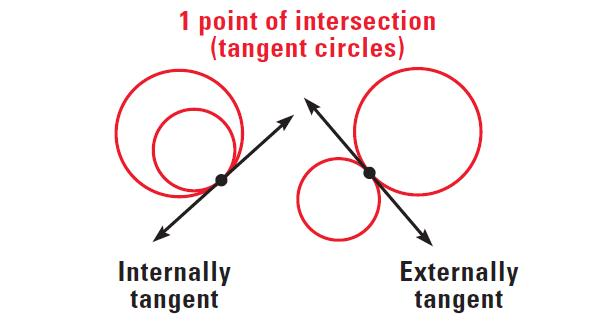 1 point of intersection
(tangent circles)
Internally
tangent
Externally
tangent